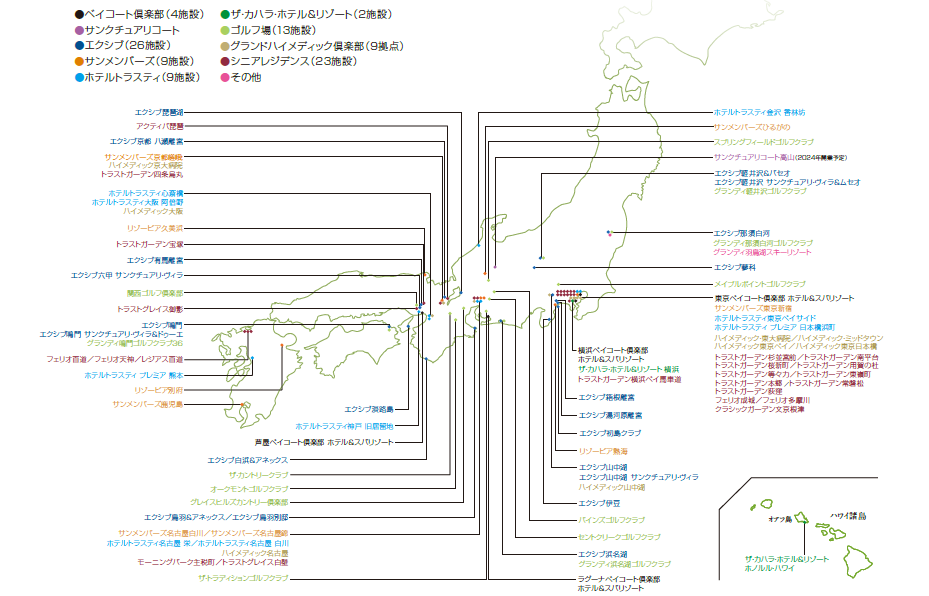 ●ベイコート倶楽部(4施設)
●サンクチュアリコート
●エクシブ(26施設)
●サンメンバーズ(9施設)
●ホテルトラスティ(9施設)
●ザ・カハラ・ホテル&リゾート(2施設)
●ゴルフ場(13施設)
●グランドハイメディック倶楽部(9拠点)
●シニアレジデンス(23施設)
●その他
エクシブ琵琶湖
アクティバ琵琶
エクシブ京都 八瀬離宮
サンメンバーズ京都嵯峨
ハイメディック京大病院
トラストガーデン四条烏丸
ホテルトラスティ心斎橋
ホテルトラスティ大阪 阿倍野
ハイメディック大阪
リゾーピア久美浜
トラストガーデン宝塚
エクシブ有馬離宮
エクシブ六甲 サンクチュアリ・ヴィラ
関西ゴルフ倶楽部
トラストグレイス御影
エクシブ鳴門
エクシブ鳴門 サンクチュアリ・ヴィラ&ドゥーエ
グランディ鳴門ゴルフクラブ36
フェリオ百道/フェリオ天神/レジアス百道
ホテルトラスティ プレミア 熊本
リゾーピア別府
サンメンバーズ鹿児島
エクシブ淡路島
ホテルトラスティ神戸 旧居留地
芦屋ベイコート倶楽部 ホテル&スパリゾート
エクシブ白浜&アネックス
ザ・カントリークラブ
オークモントゴルフクラブ
グレイスヒルズカントリー倶楽部
エクシブ鳥羽&アネックス/エクシブ鳥羽別邸
サンメンバーズ名古屋白川/サンメンバーズ名古屋錦
ホテルトラスティ名古屋 栄/ホテルトラスティ名古屋 白川
ハイメディック名古屋
モーニングパーク主税町/トラストグレイス白壁
ザ・トラディションゴルフクラブ
ホテルトラスティ金沢 香林坊
サンメンバーズひるがの
スプリングフィールドゴルフクラブ
サンクチュアリコート高山(2024年開業予定)
エクシブ軽井沢&パセオ
エクシブ軽井沢 サンクチュアリ・ヴィラ&ムセオ
グランディ軽井沢ゴルフクラブ
エクシブ那須白河
グランディ那須白河ゴルフクラブ
グランディ羽鳥湖スキーリゾート
エクシブ蓼科
メイプルポイントゴルフクラブ
東京ベイコート倶楽部 ホテル&スパリゾート
サンメンバーズ東京新宿
ホテルトラスティ東京ベイサイド
ホテルトラスティ プレミア 日本橋浜町
ハイメディック・東大病院/ハイメディック・ミッドタウン
ハイメディック東京ベイ/ハイメディック東京日本橋
トラストガーデン杉並宮前/トラストガーデン南平台
トラストガーデン桜新町/トラストガーデン用賀の杜
トラストガーデン等々力/トラストガーデン東嶺町
トラストガーデン本郷/トラストガーデン常磐松
トラストガーデン荻窪
フェリオ成城/フェリオ多摩川
クラシックガーデン文京根津
横浜ベイコート倶楽部
ホテル&スパリゾート
ザ・カハラ・ホテル&リゾート 横浜
トラストガーデン横浜ベイ馬車道
エクシブ箱根離宮
エクシブ湯河原離宮
エクシブ初島クラブ
リゾーピア熱海
エクシブ山中湖
エクシブ山中湖 サンクチュアリ・ヴィラ
ハイメディック山中湖
エクシブ伊豆
パインズゴルフクラブ
セントクリークゴルフクラブ
エクシブ浜名湖
グランディ浜名湖ゴルフクラブ
ラグーナベイコート倶楽部
ホテル&スパリゾート
オアフ島
ハワイ諸島
ザ・カハラ・ホテル&リゾート
ホノルル・ハワイ